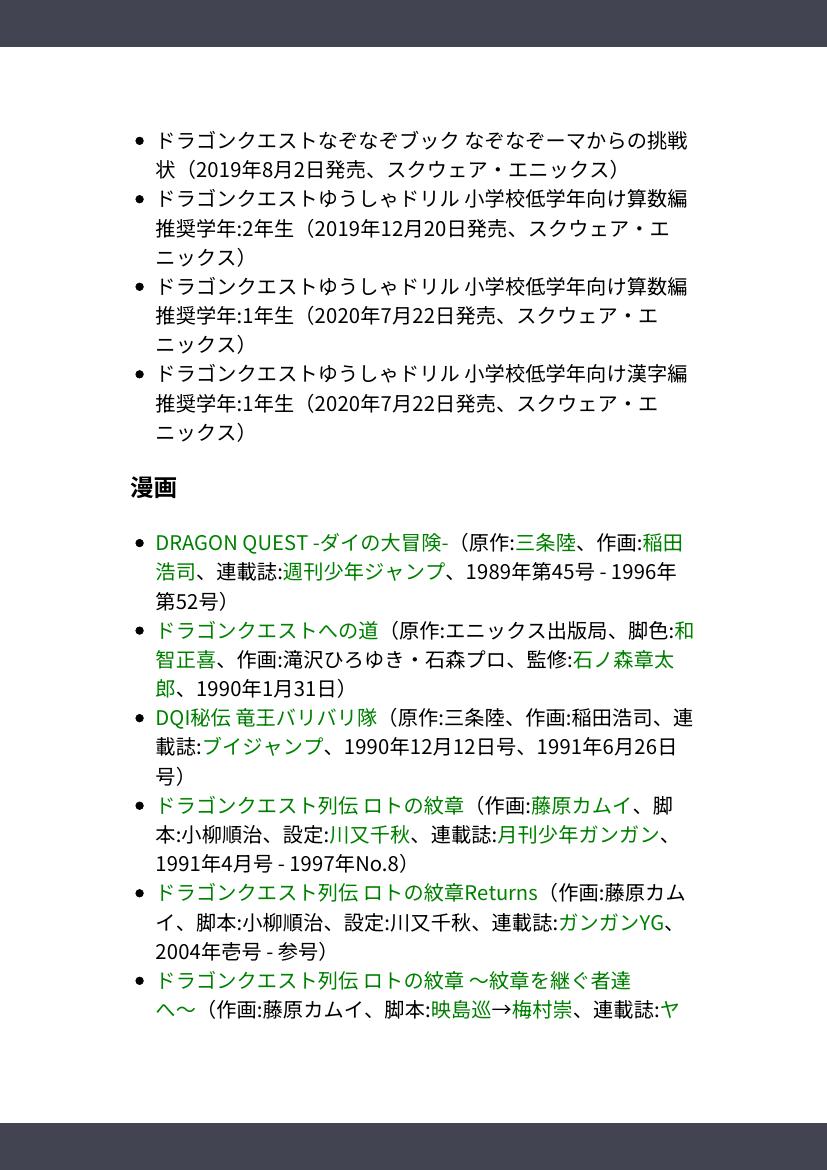 ドラゴンクエストなぞなぞブック なぞなぞーマからの挑戦
状（2019年8月2日発売、スクウェア・エニックス）
ドラゴンクエストゆうしゃドリル 小学校低学年向け算数編
推奨学年:2年生（2019年12月20日発売、スクウェア・エ
ニックス）
ドラゴンクエストゆうしゃドリル 小学校低学年向け算数編
推奨学年:1年生（2020年7月22日発売、スクウェア・エ
ニックス）
ドラゴンクエストゆうしゃドリル 小学校低学年向け漢字編
推奨学年:1年生（2020年7月22日発売、スクウェア・エ
ニックス）
漫画
DRAGON QUEST -ダイの大冒険-（原作:三条陸、作画:稲田
浩司、連載誌:週刊少年ジャンプ、1989年第45号 - 1996年
第52号）
ドラゴンクエストへの道（原作:エニックス出版局、脚色:和
智正喜、作画:滝沢ひろゆき・石森プロ、監修:石ノ森章太
郎、1990年1月31日）
DQI秘伝 竜王バリバリ隊（原作:三条陸、作画:稲田浩司、連
載誌:ブイジャンプ、1990年12月12日号、1991年6月26日
号）
ドラゴンクエスト列伝 ロトの紋章（作画:藤原カムイ、脚
本:小柳順治、設定:川又千秋、連載誌:月刊少年ガンガン、
1991年4月号 - 1997年No.8）
ドラゴンクエスト列伝 ロトの紋章Returns（作画:藤原カム
イ、脚本:小柳順治、設定:川又千秋、連載誌:ガンガンYG、
2004年壱号 - 参号）
ドラゴンクエスト列伝 ロトの紋章 〜紋章を継ぐ者達
へ〜（作画:藤原カムイ、脚本:映島巡→梅村崇、連載誌:ヤ